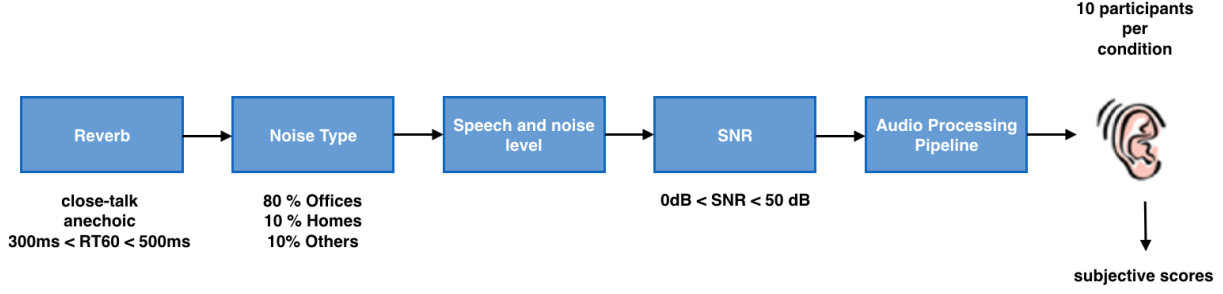 10 participants
per
condition
Reverb
Noise Type
Speech and noise
level
SNR
Audio Processing
Pipeline
close-talk
anechoic
300ms < RT60 < 500ms
80 % Offices
10 % Homes
10% Others
0dB < SNR < 50 dB
subjective scores